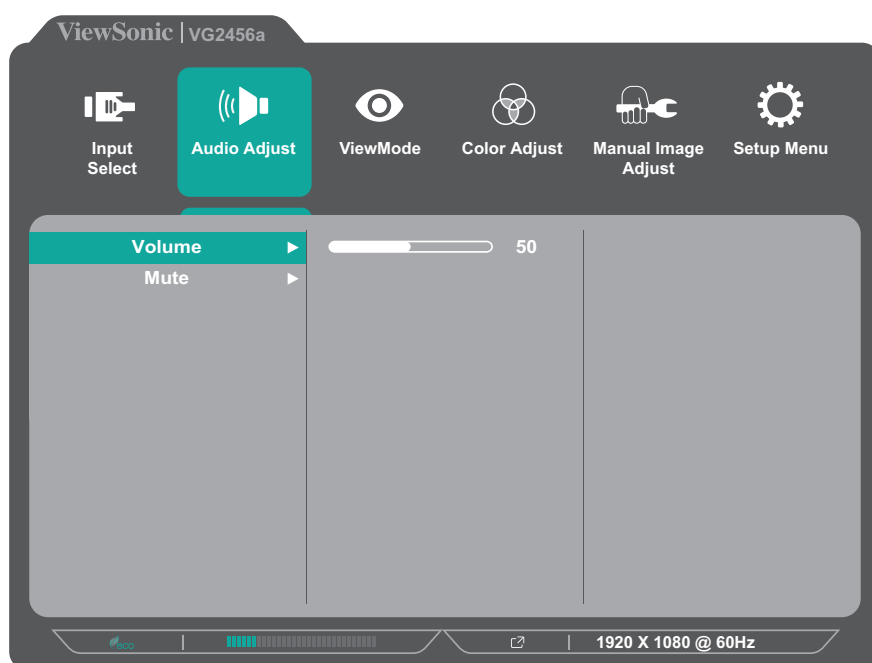 ViewSonic | VG2456a
Input Select
Audio Adjust
ViewMode
Color Adjust
Manual Image Adjust
Setup Menu
Volume 50
Mute
eco
1920 X 1080 @ 60Hz